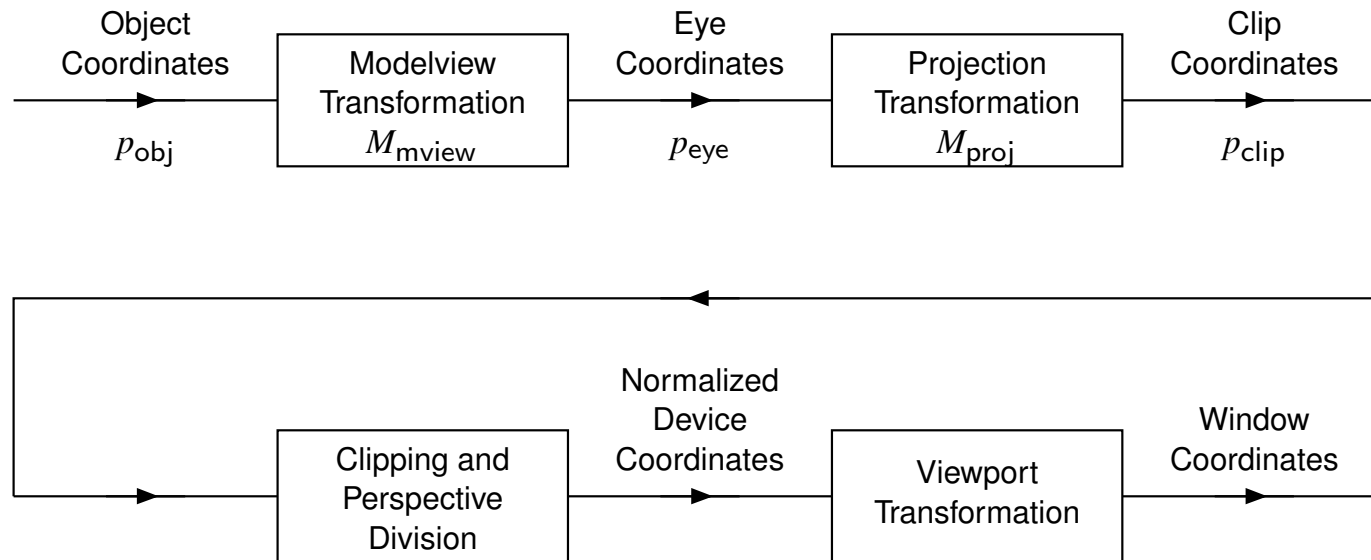 Object
Coordinates
Modelview
Transformation
M_mview
Eye
Coordinates
Projection
Transformation
M_proj
Clip
Coordinates
p_obj
p_eye
p_clip
Clipping and
Perspective
Division
Normalized
Device
Coordinates
Viewport
Transformation
Window
Coordinates